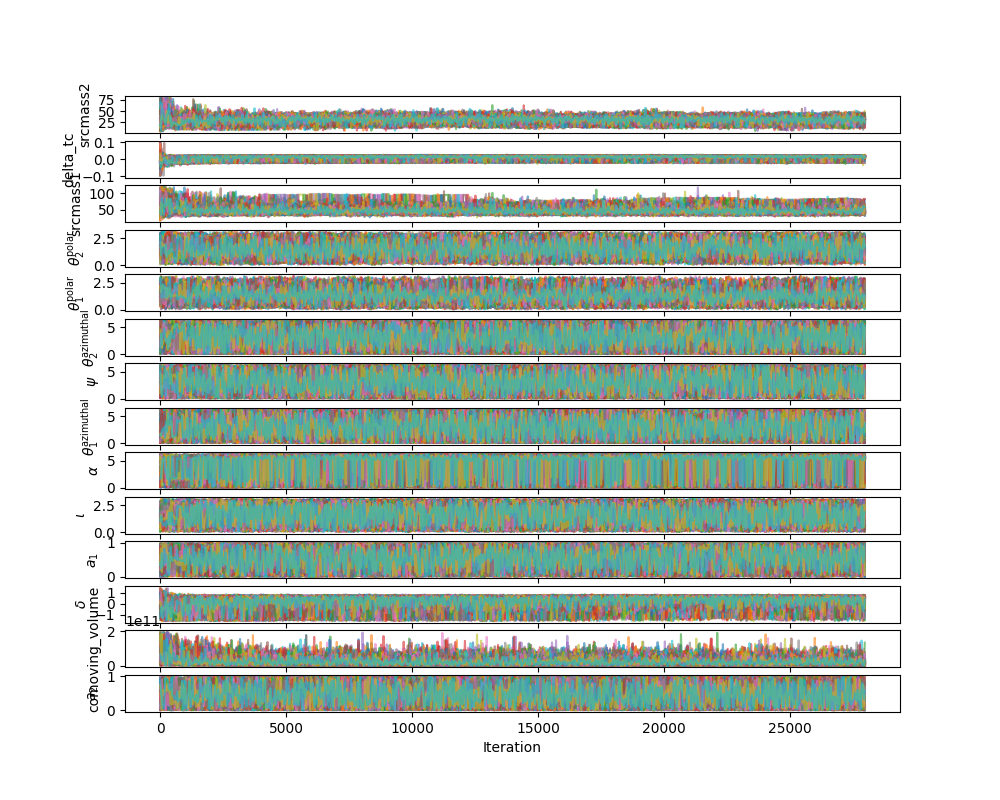 75
50
25
srcmass2
0.1
0.0
−0.1
delta_tc
100
50
srcmass1
2.5
0.0
θ₂^polar
2.5
0.0
θ₁^polar
5
0
θ₂^azimuthal
5
0
ψ
5
0
θ₁^azimuthal
5
0
α
2.5
0.0
ι
1
0
a₁
1
0
−1
δ
1e11
2
0
comoving_volume
1
0
0
5000
10000
15000
20000
25000
Iteration